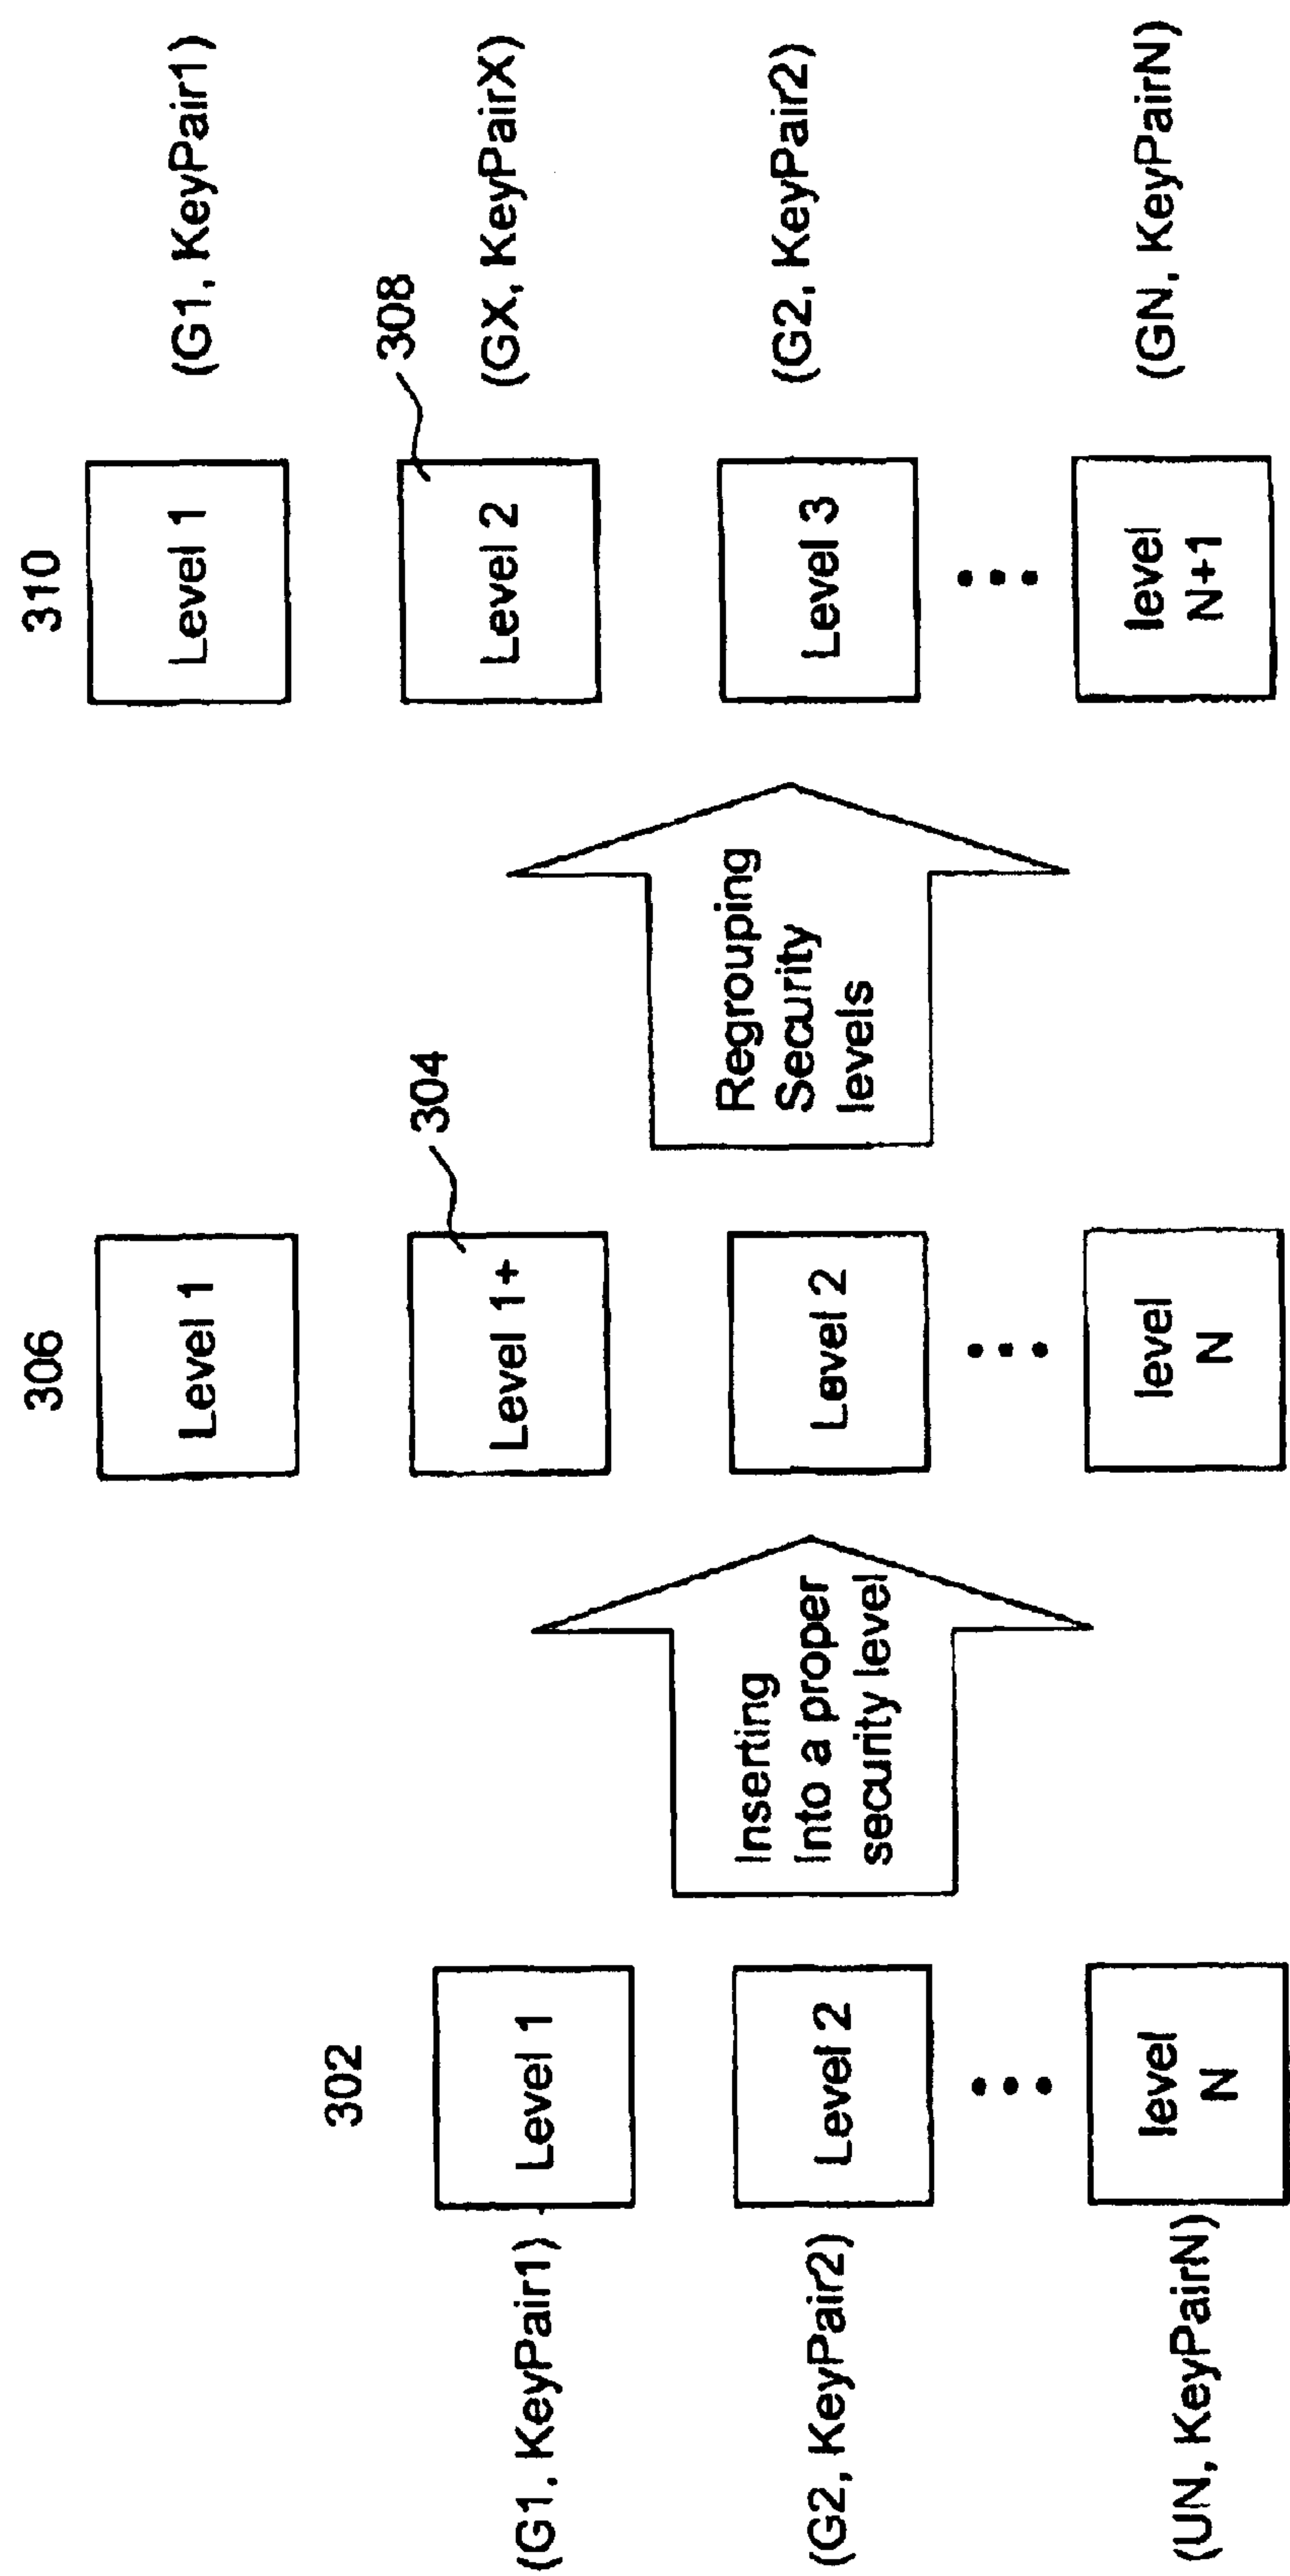 302
(G1, KeyPair1)
Level 1
(G2, KeyPair2)
Level 2
(UN, KeyPairN)
level
N
Inserting
Into a proper
security level
306
Level 1
304
Level 1+
Level 2
level
N
Regrouping
Security
levels
310
Level 1
(G1, KeyPair1)
308
Level 2
(GX, KeyPairX)
Level 3
(G2, KeyPair2)
level
N+1
(GN, KeyPairN)